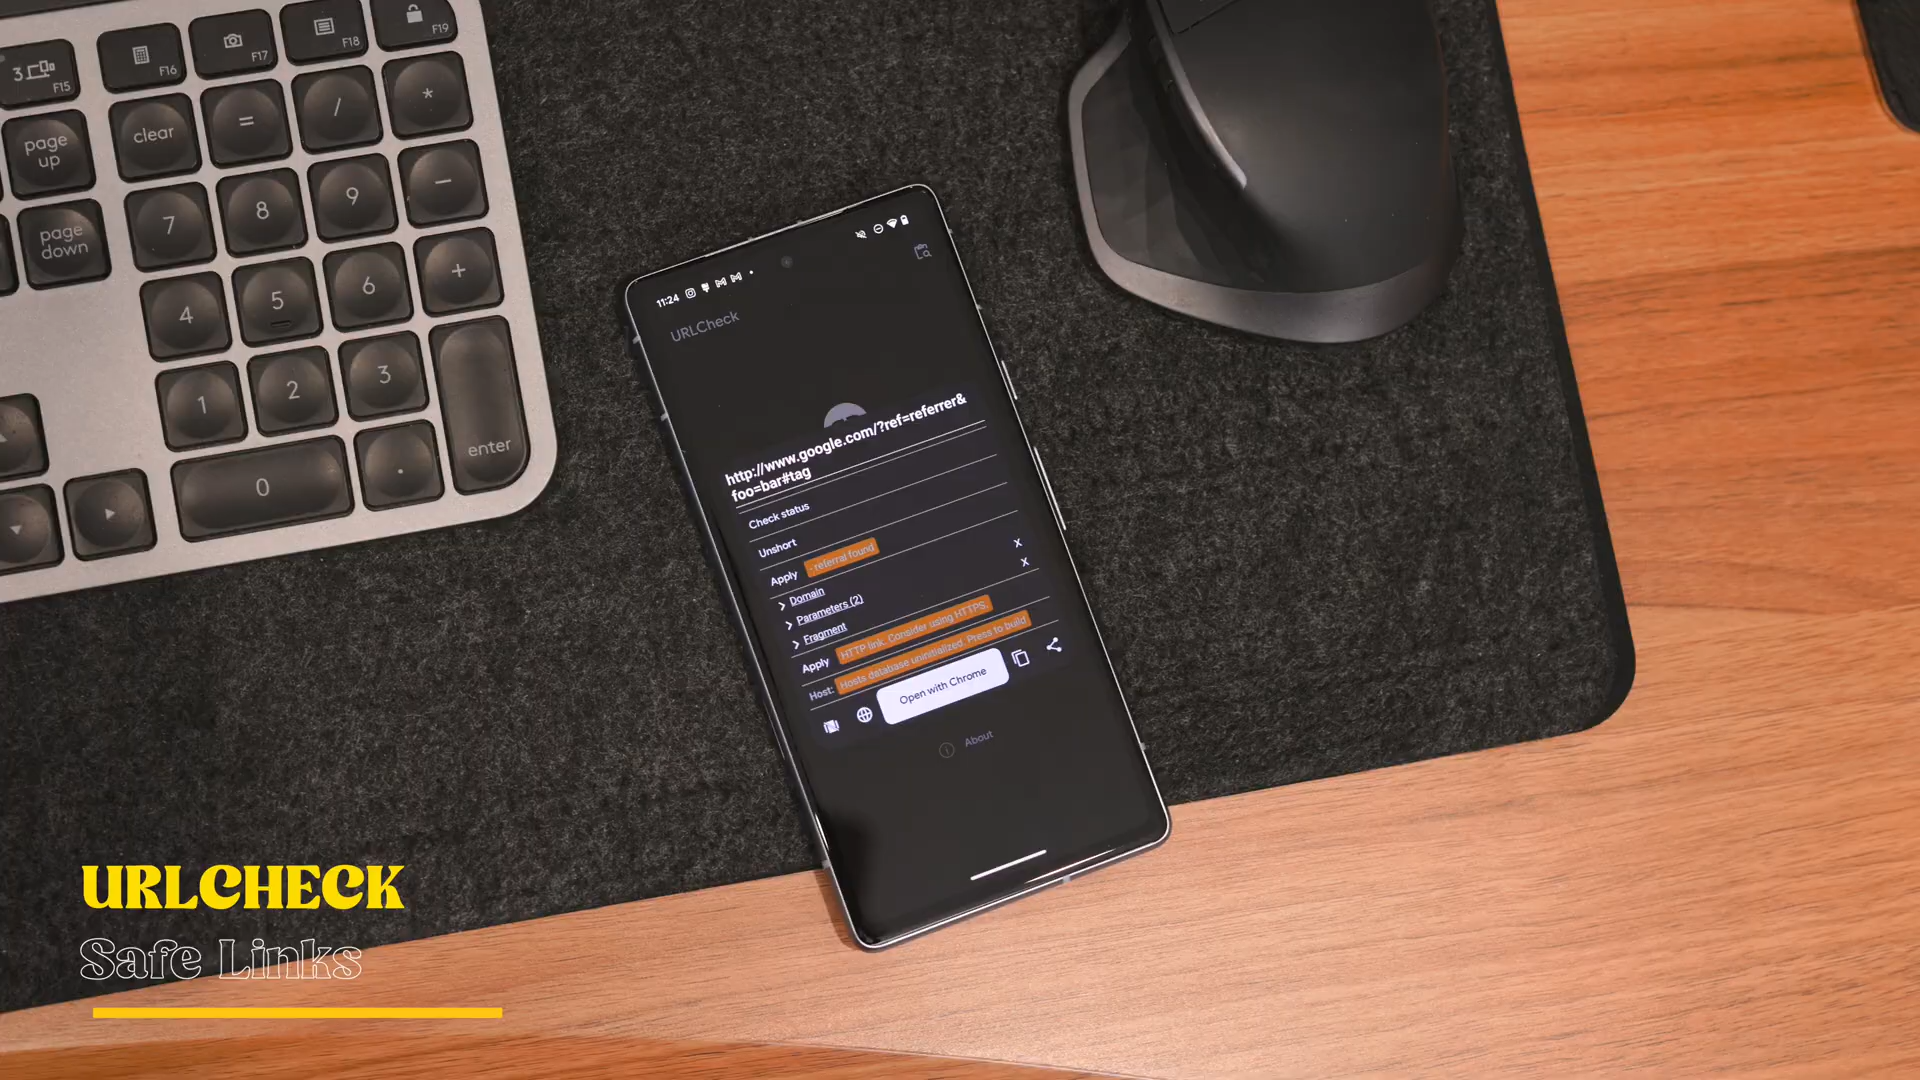 3
F15
F16
F17
F18
F19
page
up
clear
=
/
*
page
down
7
8
9
−
4
5
6
+
1
2
3
enter
0
.
11:24
URLCheck
http://www.google.com/?ref=referrer&
foo=bar#tag
Check status
Unshort
Apply - referral found
Domain X
Parameters (2) X
Fragment
Apply HTTP link. Consider using HTTPS.
Host: Hosts database uninitialized. Press to build
Open with Chrome
About
URLCHECK
Safe Links